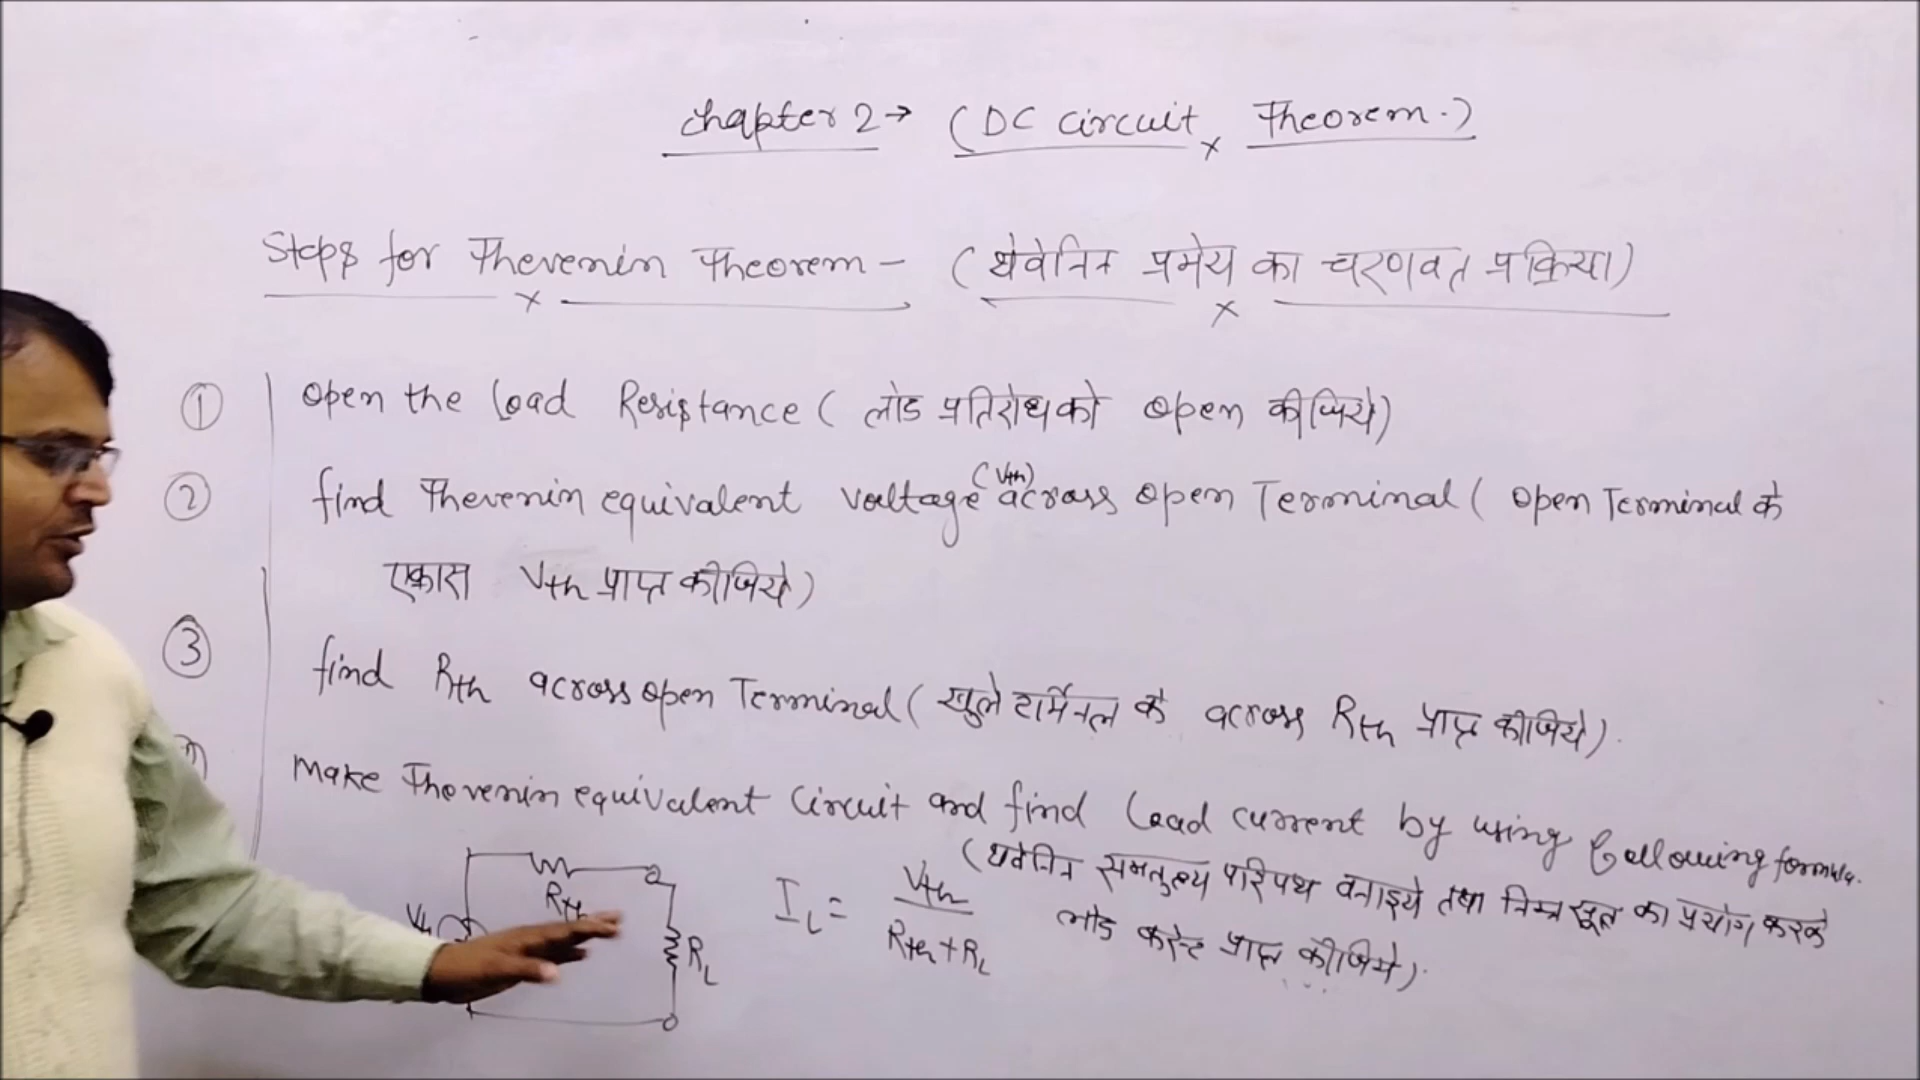 Chapter 2 → (DC circuit Theorem.)
Steps for Thevenin Theorem - (थेवेनिन प्रमेय का चरणवत प्रक्रिया)
① open the load Resistance ( लोड प्रतिरोध को open कीजिये)
② find Thevenin equivalent voltage (Vth) across open Terminal ( open Terminal के
एक्रास Vth प्राप्त कीजिये)
③ find Rth across open Terminal ( खुले टर्मिनल के across Rth प्राप्त कीजिये).
Make Thevenin equivalent circuit and find load current by using following formula.
(थेवेनिन समतुल्य परिपथ बनाइये तथा निम्न सूत्र का प्रयोग करके
लोड करेन्ट प्राप्त कीजिये).
Rth
RL
IL = Vth / Rth + RL